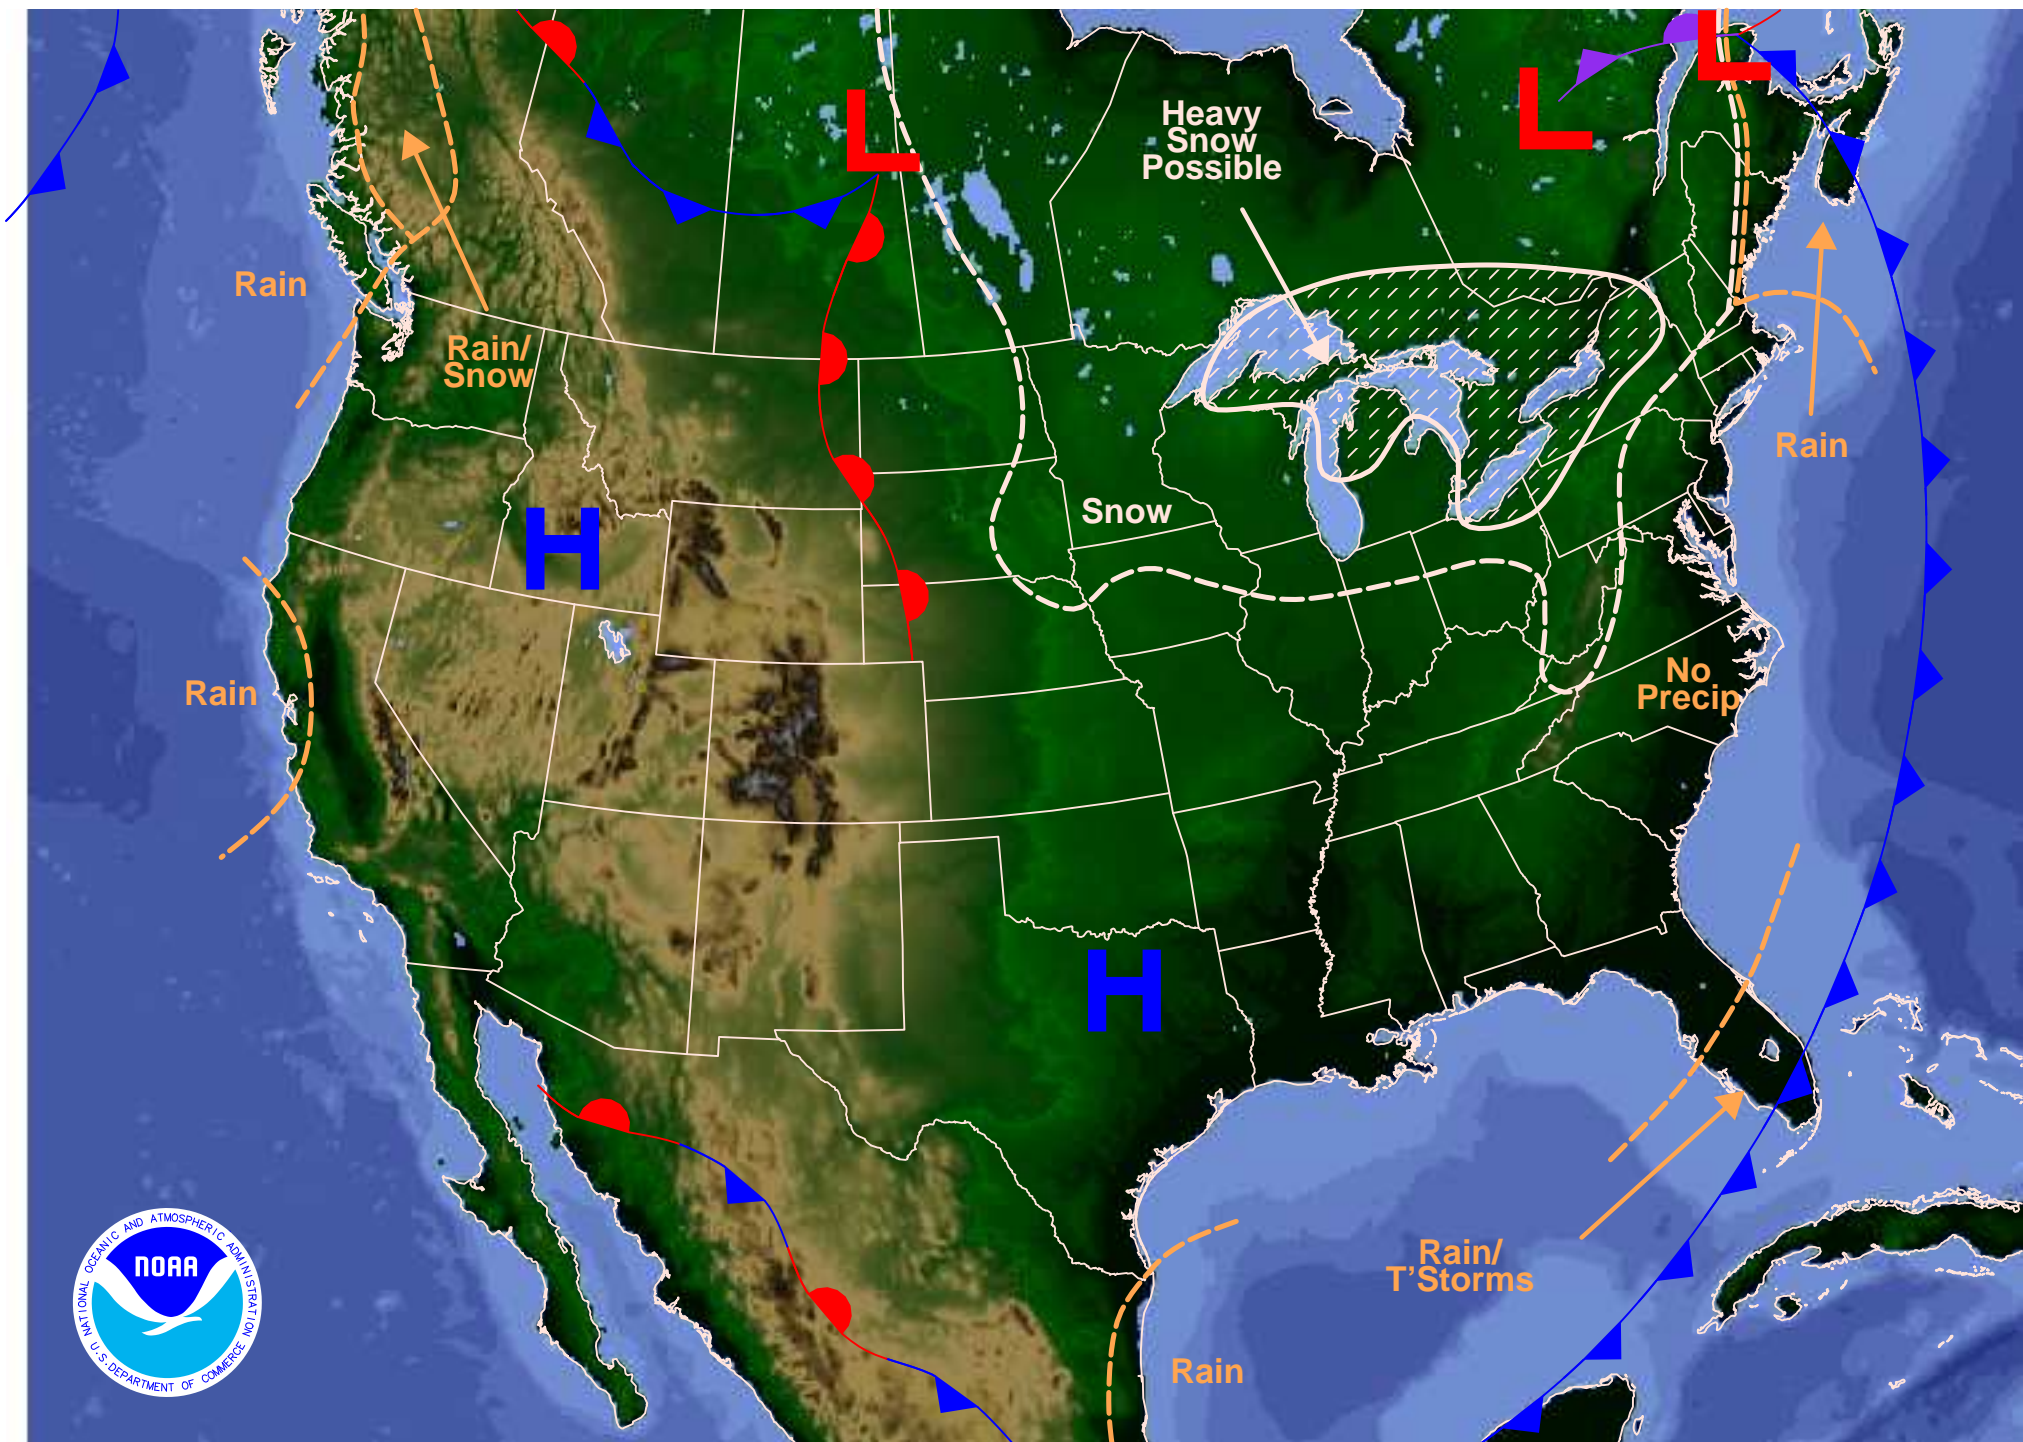 L
L
L
Heavy
Snow
Possible
Rain
Rain/
Snow
Rain
Snow
H
No
Precip
Rain
H
Rain/
T'Storms
Rain
NATIONAL OCEANIC AND ATMOSPHERIC ADMINISTRATION
NOAA
U.S. DEPARTMENT OF COMMERCE